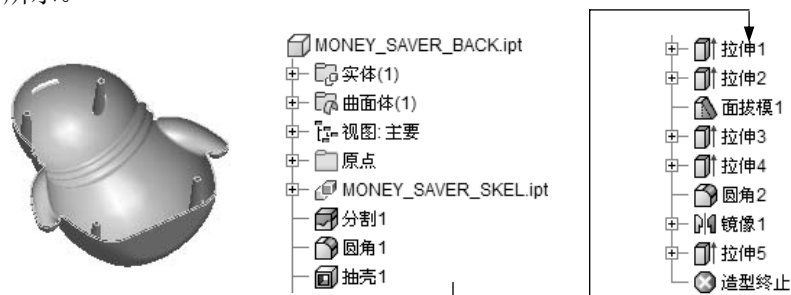 MONEY_SAVER_BACK.ipt
实体(1)
曲面体(1)
视图: 主要
原点
MONEY_SAVER_SKEL.ipt
分割1
圆角1
抽壳1
拉伸1
拉伸2
面拔模1
拉伸3
拉伸4
圆角2
镜像1
拉伸5
造型终止